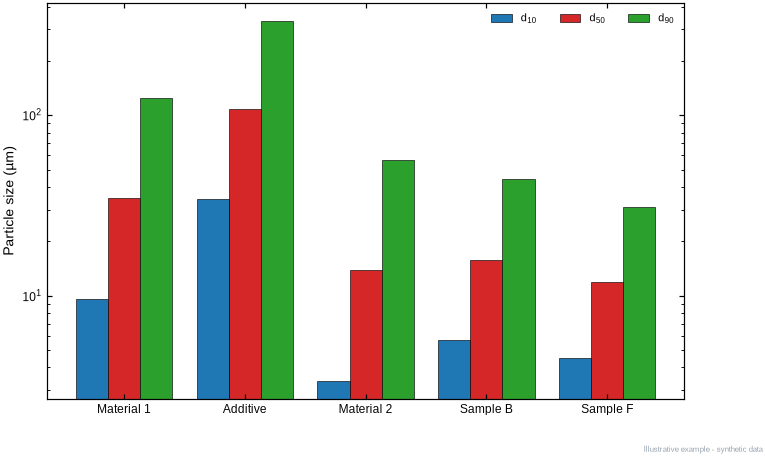 d₁₀ d₅₀ d₉₀
10²
10¹
Particle size (µm)
Material 1 Additive Material 2 Sample B Sample F
Illustrative example - synthetic data